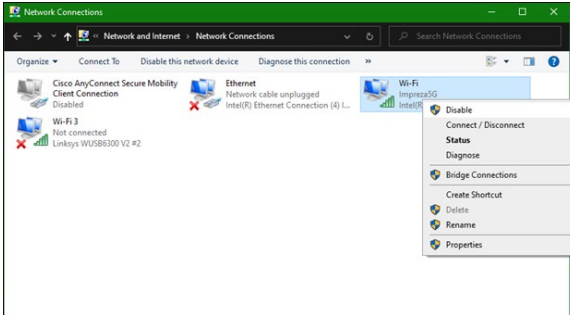 Network Connections
Network and Internet > Network Connections
Search Network Connections
Organize
Connect To
Disable this network device
Diagnose this connection
»
Cisco AnyConnect Secure Mobility
Client Connection
Disabled
Ethernet
Network cable unplugged
Intel(R) Ethernet Connection (4) I...
Wi-Fi
Impreza5G
Intel(R
Wi-Fi 3
Not connected
Linksys WUSB6300 V2 #2
Disable
Connect / Disconnect
Status
Diagnose
Bridge Connections
Create Shortcut
Delete
Rename
Properties